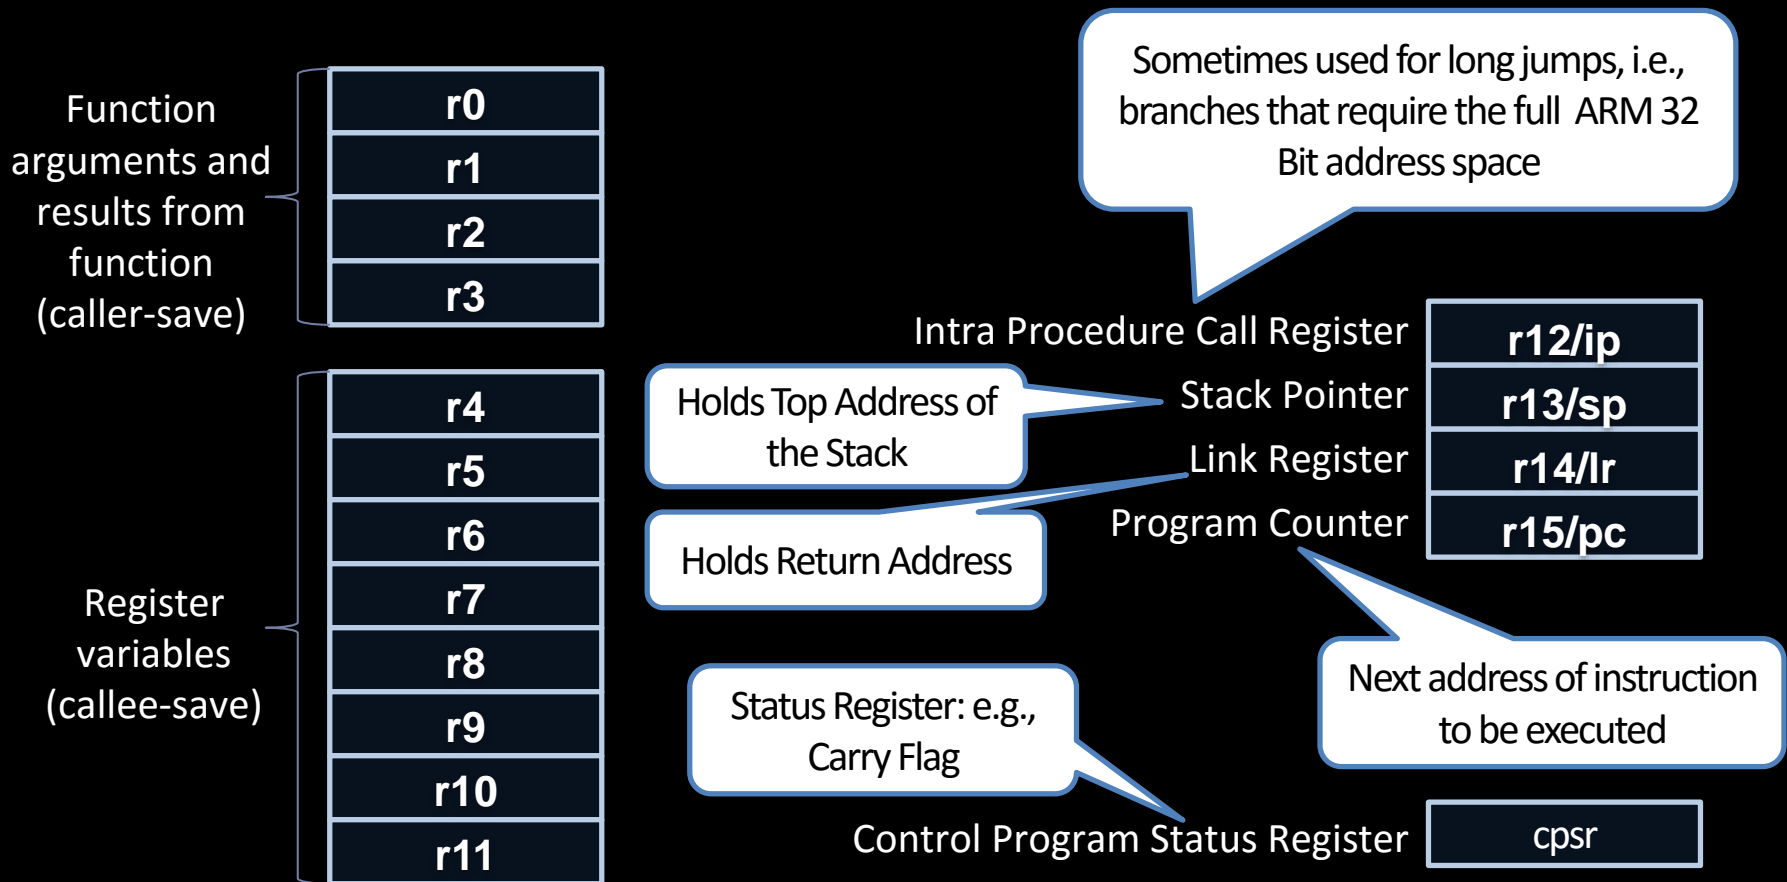 Function
arguments and
results from
function
(caller-save)
r0
r1
r2
r3
Register
variables
(callee-save)
r4
r5
r6
r7
r8
r9
r10
r11
Sometimes used for long jumps, i.e.,
branches that require the full ARM 32
Bit address space
Intra Procedure Call Register
r12/ip
Holds Top Address of
the Stack
Stack Pointer
r13/sp
Link Register
r14/lr
Holds Return Address
Program Counter
r15/pc
Next address of instruction
to be executed
Status Register: e.g.,
Carry Flag
Control Program Status Register
cpsr